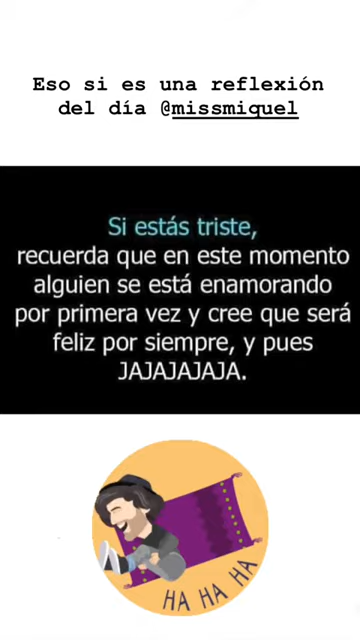 Eso si es una reflexión
del día @missmiquel
Si estás triste,
recuerda que en este momento
alguien se está enamorando
por primera vez y cree que será
feliz por siempre, y pues
JAJAJAJAJA.
HA HA HA